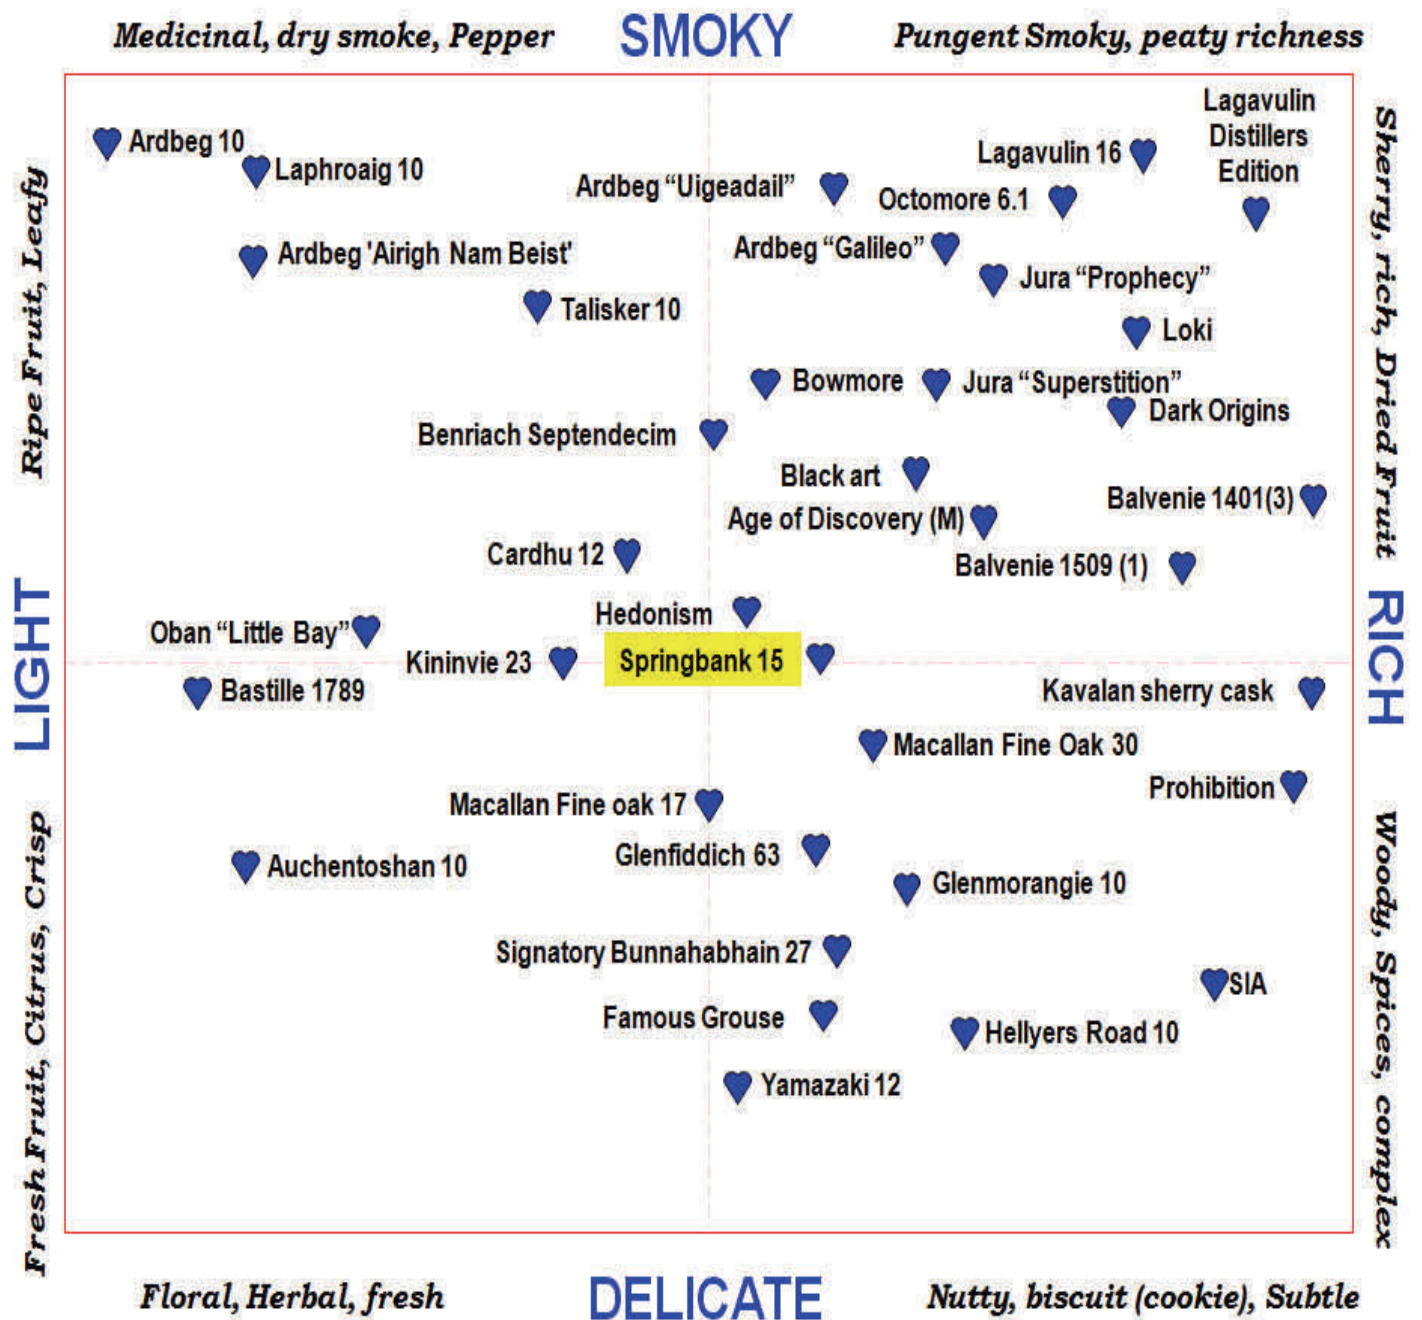 Medicinal, dry smoke, Pepper
SMOKY
Pungent Smoky, peaty richness
Ripe Fruit, Leafy
LIGHT
Fresh Fruit, Citrus, Crisp
Sherry, rich, Dried Fruit
RICH
Woody, Spices, complex
Ardbeg 10
Laphroaig 10
Ardbeg 'Airigh Nam Beist'
Talisker 10
Ardbeg “Uigeadail”
Lagavulin 16
Lagavulin
Distillers
Edition
Octomore 6.1
Ardbeg “Galileo”
Jura “Prophecy”
Loki
Bowmore
Jura “Superstition”
Dark Origins
Benriach Septendecim
Black art
Balvenie 1401(3)
Age of Discovery (M)
Cardhu 12
Balvenie 1509 (1)
Hedonism
Oban “Little Bay”
Kininvie 23
Springbank 15
Bastille 1789
Kavalan sherry cask
Macallan Fine Oak 30
Prohibition
Macallan Fine oak 17
Glenfiddich 63
Auchentoshan 10
Glenmorangie 10
Signatory Bunnahabhain 27
SIA
Famous Grouse
Hellyers Road 10
Yamazaki 12
Floral, Herbal, fresh
DELICATE
Nutty, biscuit (cookie), Subtle